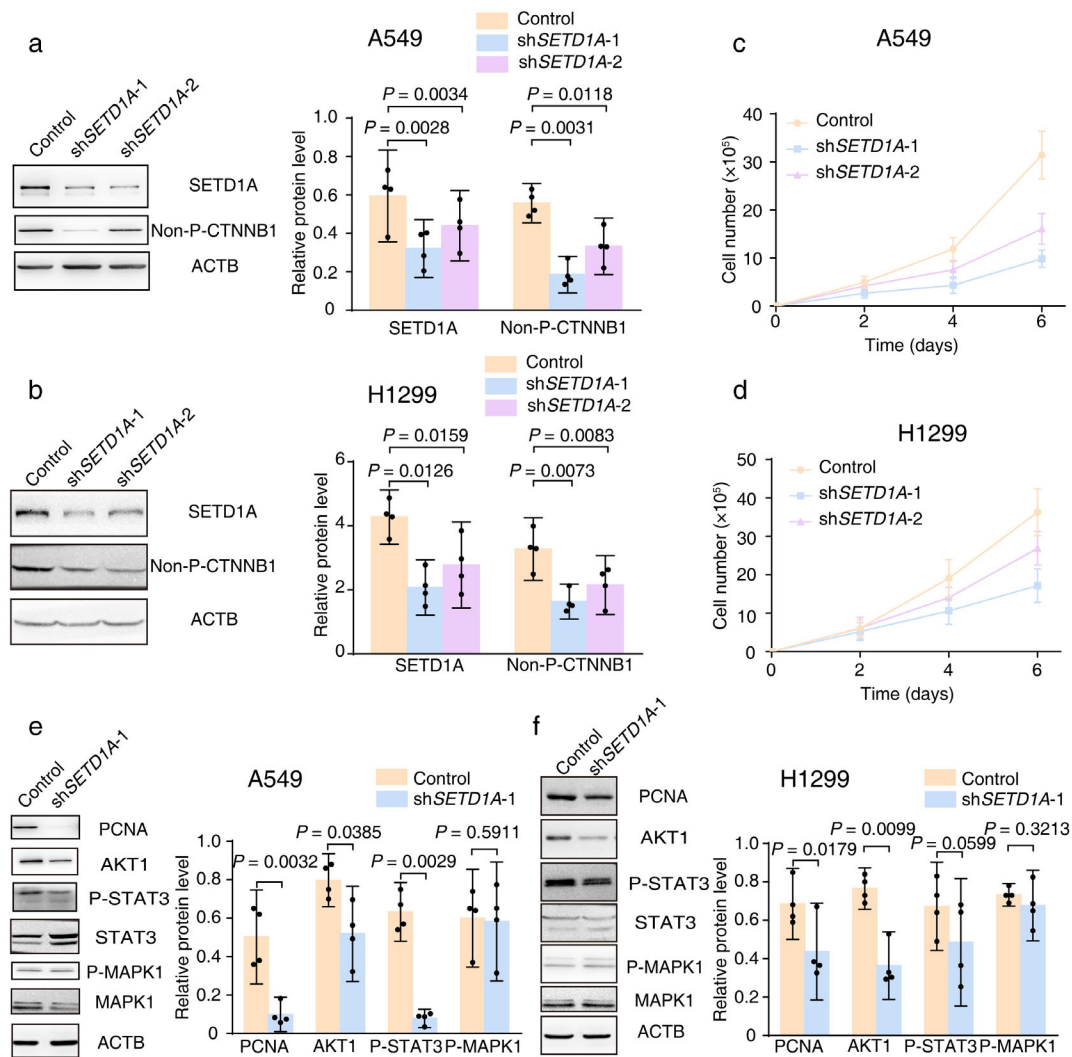 a
Control
shSETD1A-1
shSETD1A-2
SETD1A
Non-P-CTNNB1
ACTB
A549
Control
shSETD1A-1
shSETD1A-2
P = 0.0034
P = 0.0118
P = 0.0028
P = 0.0031
Relative protein level
1.0
0.8
0.6
0.4
0.2
0
SETD1A
Non-P-CTNNB1
c
A549
Control
shSETD1A-1
shSETD1A-2
Cell number (×10⁵)
40
30
20
10
0
0
2
4
6
Time (days)
b
Control
shSETD1A-1
shSETD1A-2
SETD1A
Non-P-CTNNB1
ACTB
H1299
Control
shSETD1A-1
shSETD1A-2
P = 0.0159
P = 0.0083
P = 0.0126
P = 0.0073
Relative protein level
6
4
2
0
SETD1A
Non-P-CTNNB1
d
H1299
Control
shSETD1A-1
shSETD1A-2
Cell number (×10⁵)
50
40
30
20
10
0
0
2
4
6
Time (days)
e
Control
shSETD1A-1
PCNA
AKT1
P-STAT3
STAT3
P-MAPK1
MAPK1
ACTB
A549
Control
shSETD1A-1
P = 0.0385
P = 0.5911
P = 0.0032
P = 0.0029
Relative protein level
1.0
0.8
0.6
0.4
0.2
0
PCNA
AKT1
P-STAT3
P-MAPK1
f
Control
shSETD1A-1
PCNA
AKT1
P-STAT3
STAT3
P-MAPK1
MAPK1
ACTB
H1299
Control
shSETD1A-1
P = 0.0099
P = 0.3213
P = 0.0179
P = 0.0599
Relative protein level
1.0
0.8
0.6
0.4
0.2
0
PCNA
AKT1
P-STAT3
P-MAPK1